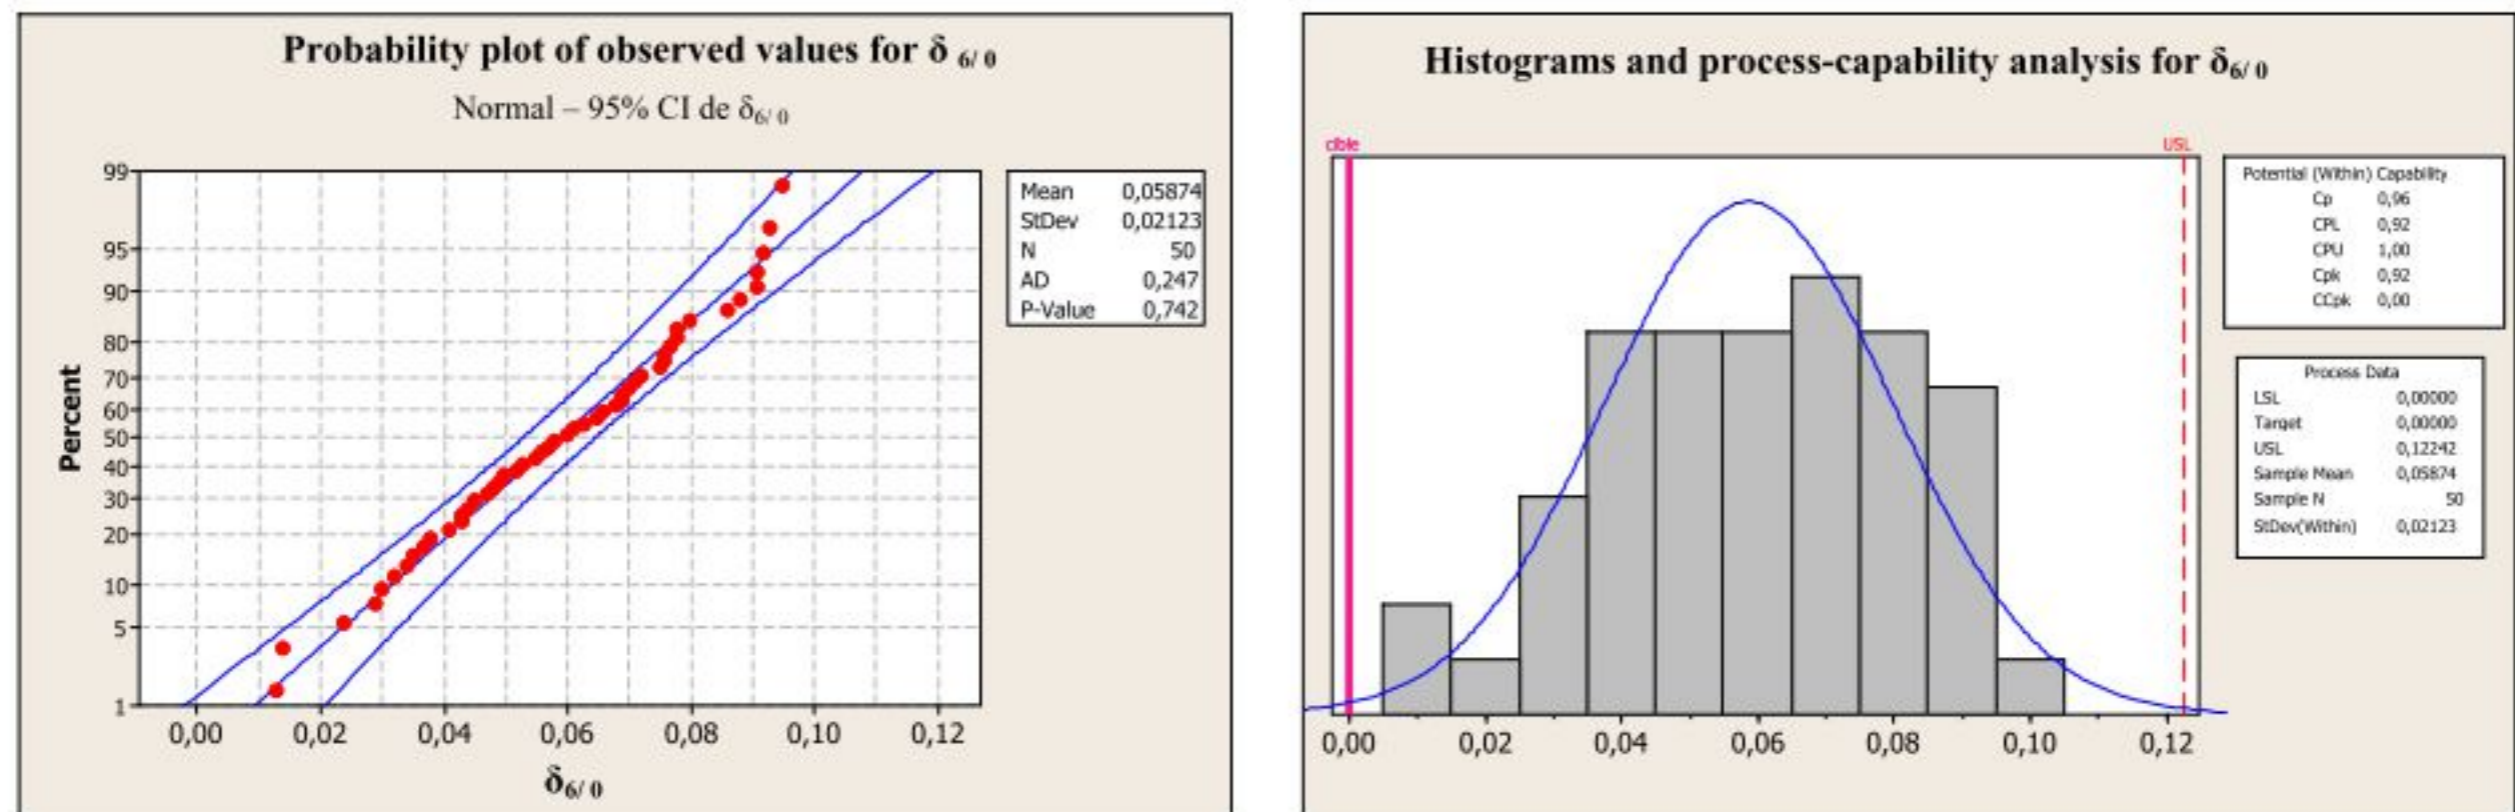 Probability plot of observed values for δ 6/ 0
Normal – 95% CI de δ6/ 0
99
95
90
80
70
60
50
40
30
20
10
5
1
Percent
0,00 0,02 0,04 0,06 0,08 0,10 0,12
δ6/ 0
Mean 0,05874
StDev 0,02123
N 50
AD 0,247
P-Value 0,742
Histograms and process-capability analysis for δ6/ 0
cible USL
0,00 0,02 0,04 0,06 0,08 0,10 0,12
Potential (Within) Capability
Cp 0,96
CPL 0,92
CPU 1,00
Cpk 0,92
CCpk 0,00
Process Data
LSL 0,00000
Target 0,00000
USL 0,12242
Sample Mean 0,05874
Sample N 50
StDev(Within) 0,02123